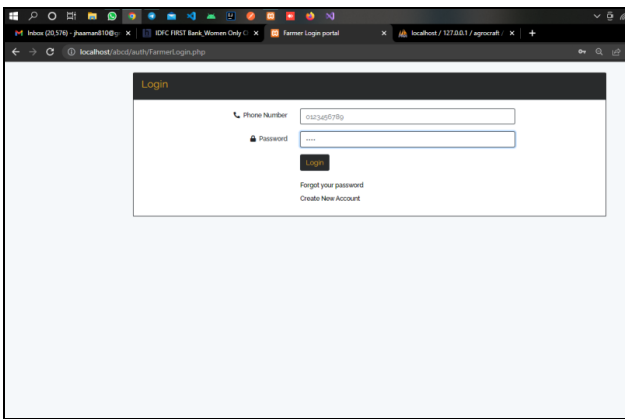 Inbox (20,576) - jhaaman810@g
IDFC FIRST Bank_Women Only
Farmer Login portal
localhost / 127.0.0.1 / agrocraft /
localhost/abcd/auth/FarmerLogin.php
Login
Phone Number
0123456789
Password
Login
Forgot your password
Create New Account